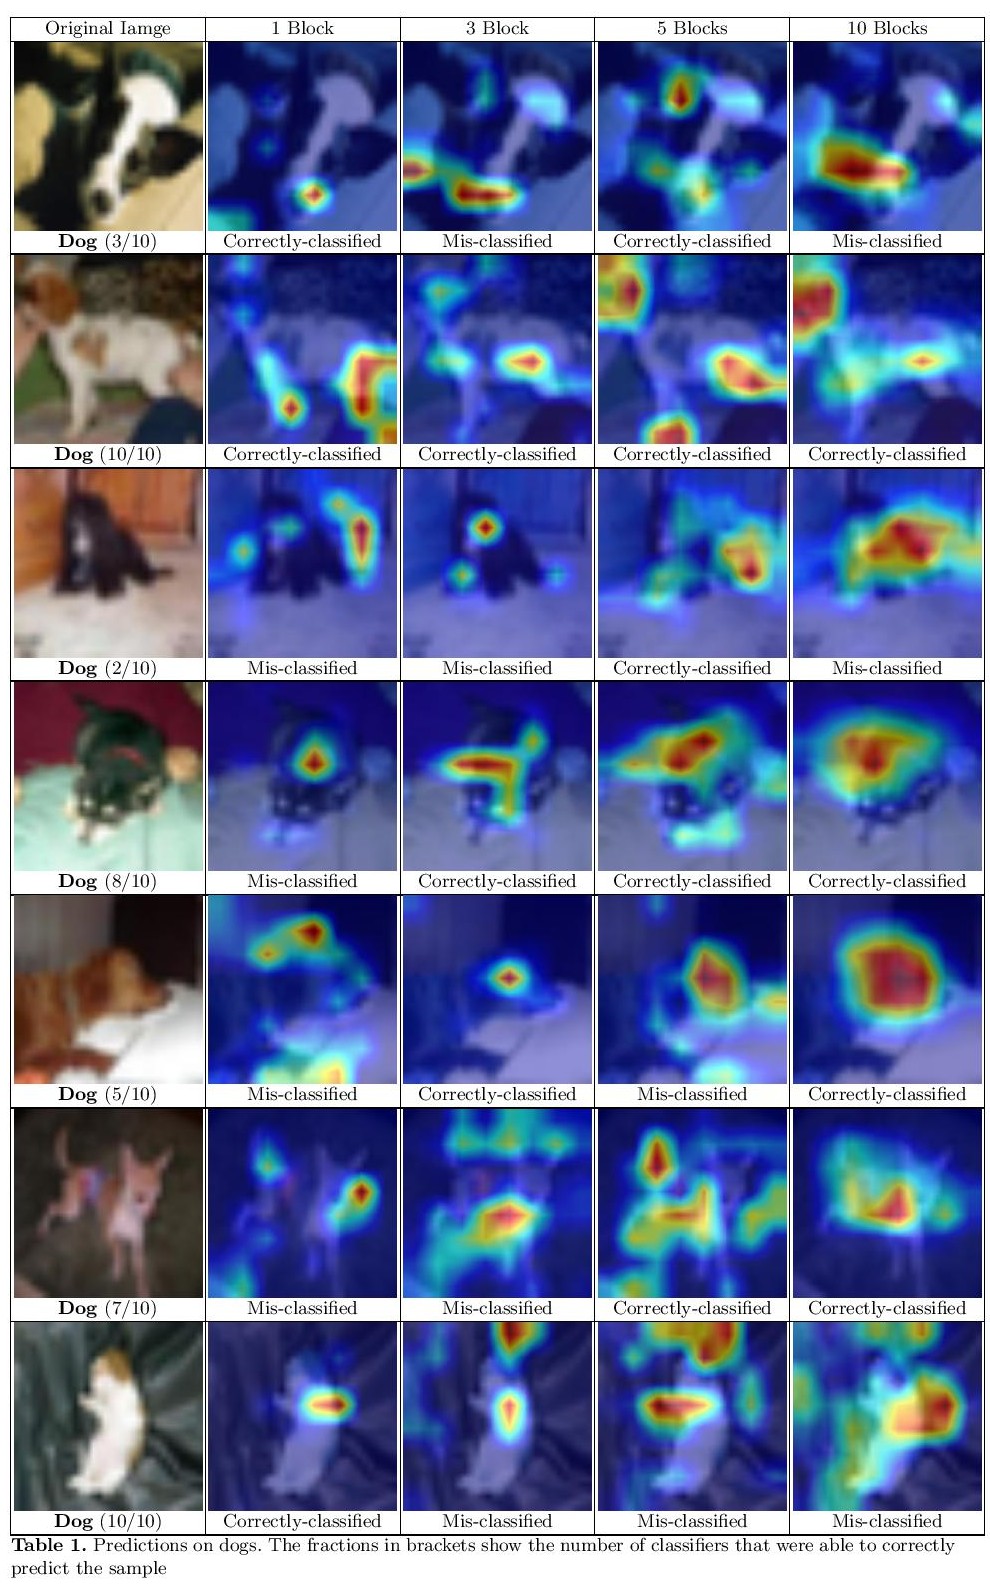 Original Iamge 1 Block 3 Block 5 Blocks 10 Blocks
Dog (3/10) Correctly-classified Mis-classified Correctly-classified Mis-classified
Dog (10/10) Correctly-classified Correctly-classified Correctly-classified Correctly-classified
Dog (2/10) Mis-classified Mis-classified Correctly-classified Mis-classified
Dog (8/10) Mis-classified Correctly-classified Correctly-classified Correctly-classified
Dog (5/10) Mis-classified Correctly-classified Mis-classified Correctly-classified
Dog (7/10) Mis-classified Mis-classified Correctly-classified Correctly-classified
Dog (10/10) Correctly-classified Mis-classified Mis-classified Mis-classified
Table 1. Predictions on dogs. The fractions in brackets show the number of classifiers that were able to correctly
predict the sample